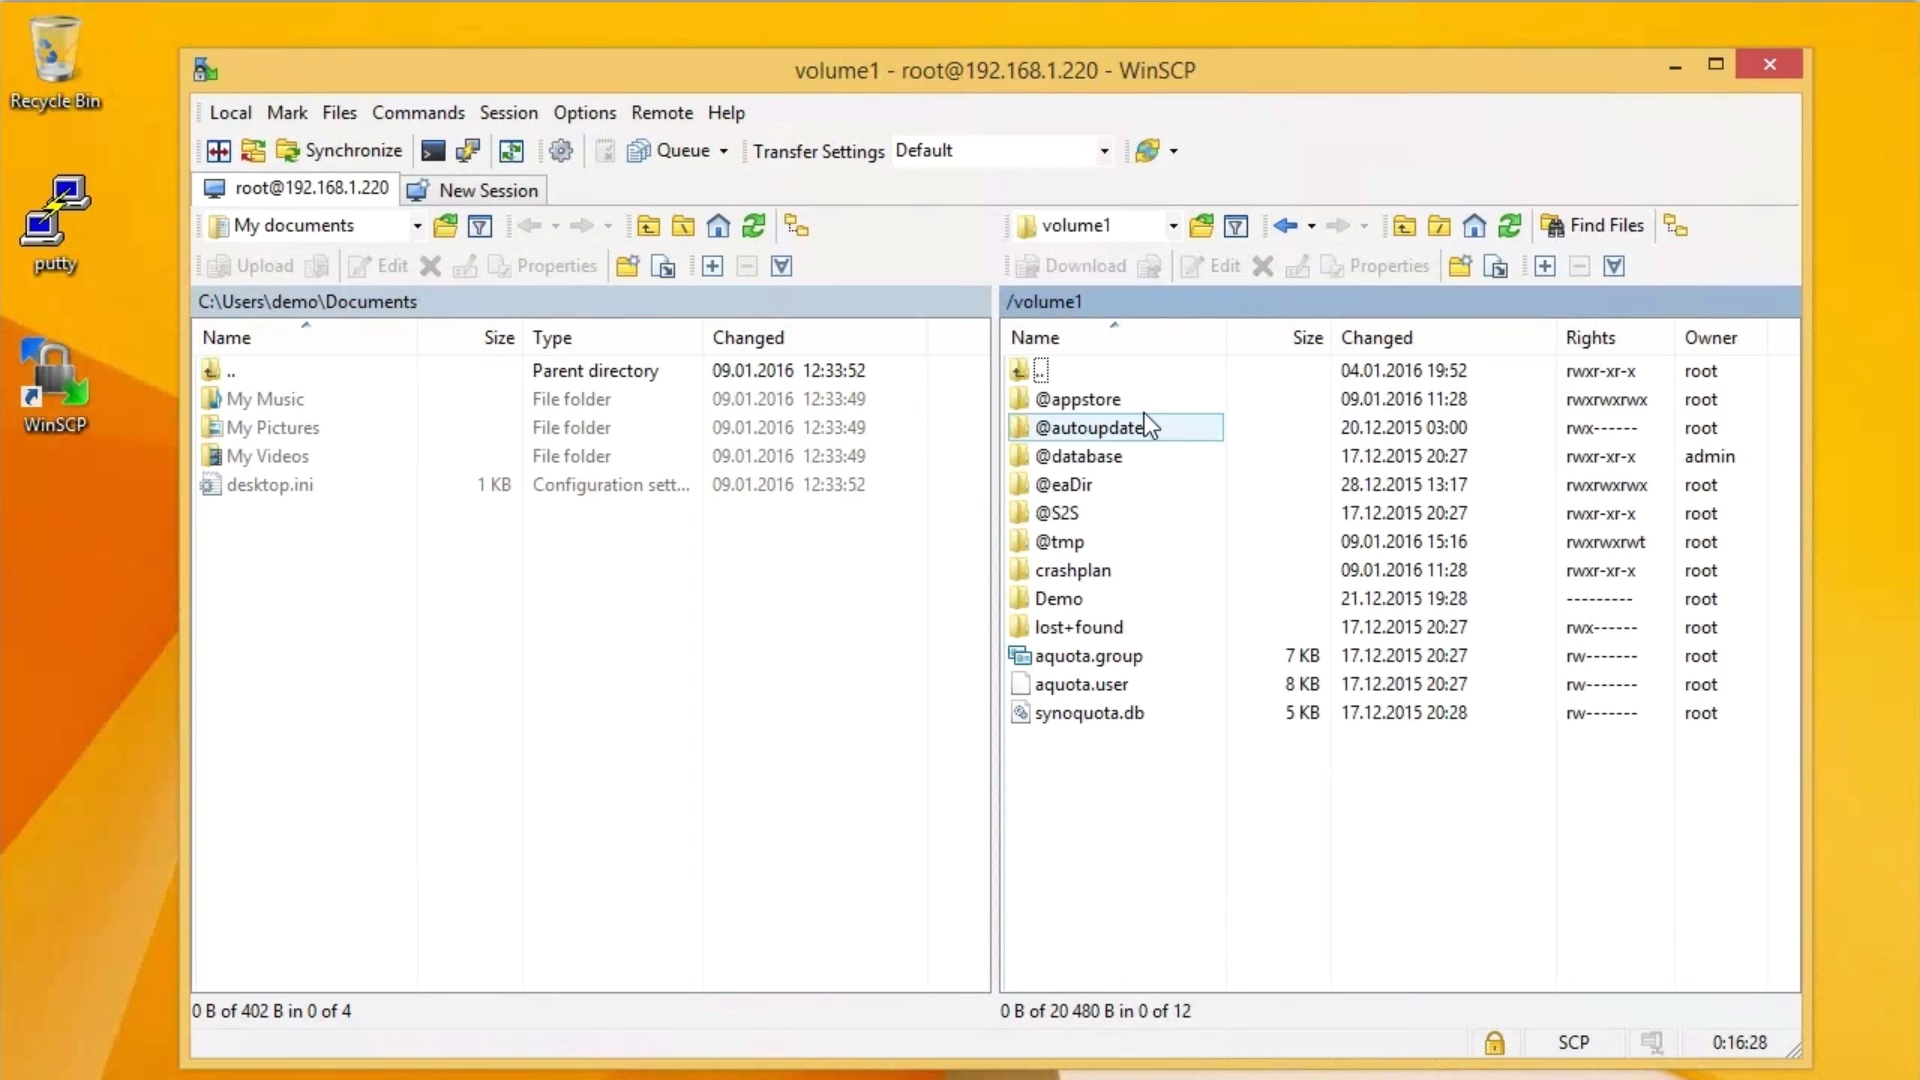 Recycle Bin
putty
WinSCP
volume1 - root@192.168.1.220 - WinSCP
Local Mark Files Commands Session Options Remote Help
Synchronize Queue Transfer Settings Default
root@192.168.1.220 New Session
My documents
Upload Edit Properties
C:\Users\demo\Documents
Name Size Type Changed
.. Parent directory 09.01.2016 12:33:52
My Music File folder 09.01.2016 12:33:49
My Pictures File folder 09.01.2016 12:33:49
My Videos File folder 09.01.2016 12:33:49
desktop.ini 1 KB Configuration sett... 09.01.2016 12:33:52
0 B of 402 B in 0 of 4
volume1 Find Files
Download Edit Properties
/volume1
Name Size Changed Rights Owner
.. 04.01.2016 19:52 rwxr-xr-x root
@appstore 09.01.2016 11:28 rwxrwxrwx root
@autoupdate 20.12.2015 03:00 rwx------ root
@database 17.12.2015 20:27 rwxr-xr-x admin
@eaDir 28.12.2015 13:17 rwxrwxrwx root
@S2S 17.12.2015 20:27 rwxr-xr-x root
@tmp 09.01.2016 15:16 rwxrwxrwt root
crashplan 09.01.2016 11:28 rwxr-xr-x root
Demo 21.12.2015 19:28 --------- root
lost+found 17.12.2015 20:27 rwx------ root
aquota.group 7 KB 17.12.2015 20:27 rw------- root
aquota.user 8 KB 17.12.2015 20:27 rw------- root
synoquota.db 5 KB 17.12.2015 20:28 rw------- root
0 B of 20 480 B in 0 of 12
SCP 0:16:28